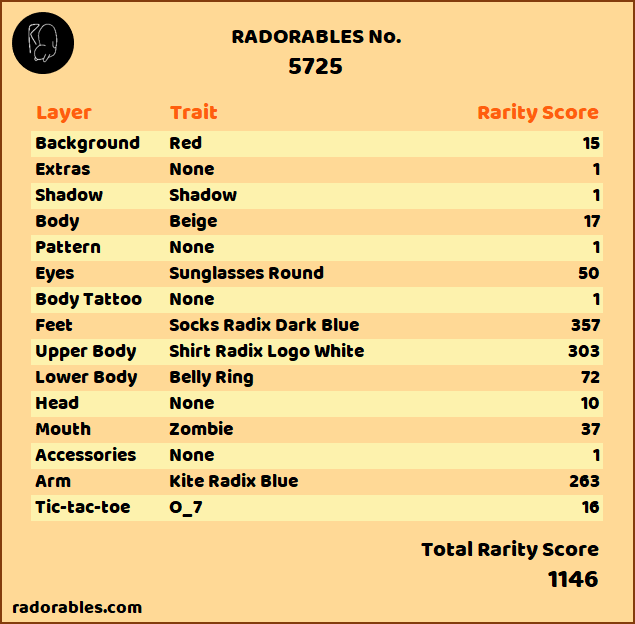 RADORABLES No.
5725
Layer Trait Rarity Score
Background Red 15
Extras None 1
Shadow Shadow 1
Body Beige 17
Pattern None 1
Eyes Sunglasses Round 50
Body Tattoo None 1
Feet Socks Radix Dark Blue 357
Upper Body Shirt Radix Logo White 303
Lower Body Belly Ring 72
Head None 10
Mouth Zombie 37
Accessories None 1
Arm Kite Radix Blue 263
Tic-tac-toe O_7 16
Total Rarity Score
1146
radorables.com